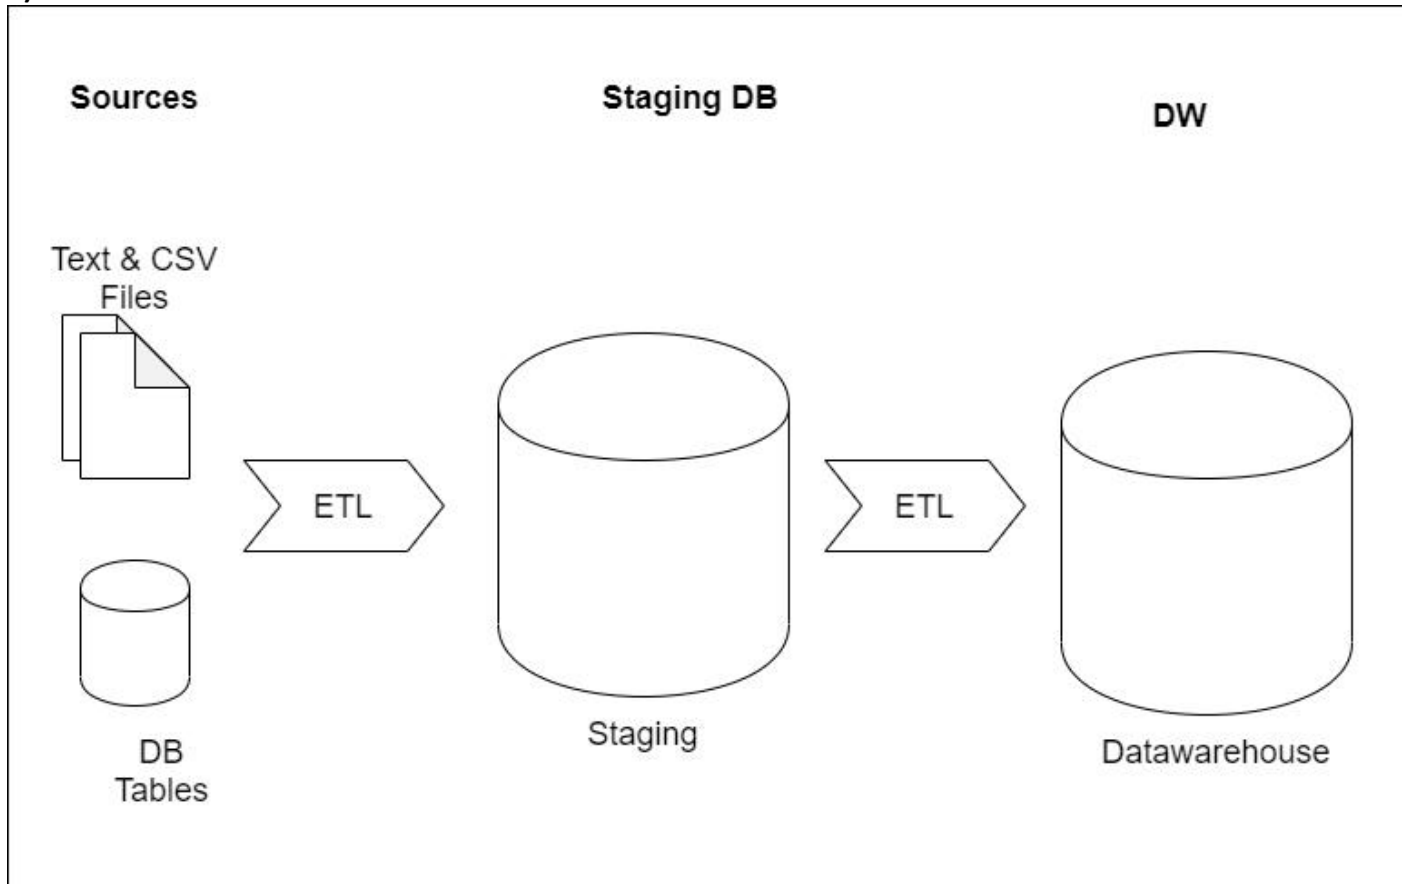 Sources
Staging DB
DW
Text & CSV
Files
ETL
ETL
Staging
DB
Tables
Datawarehouse